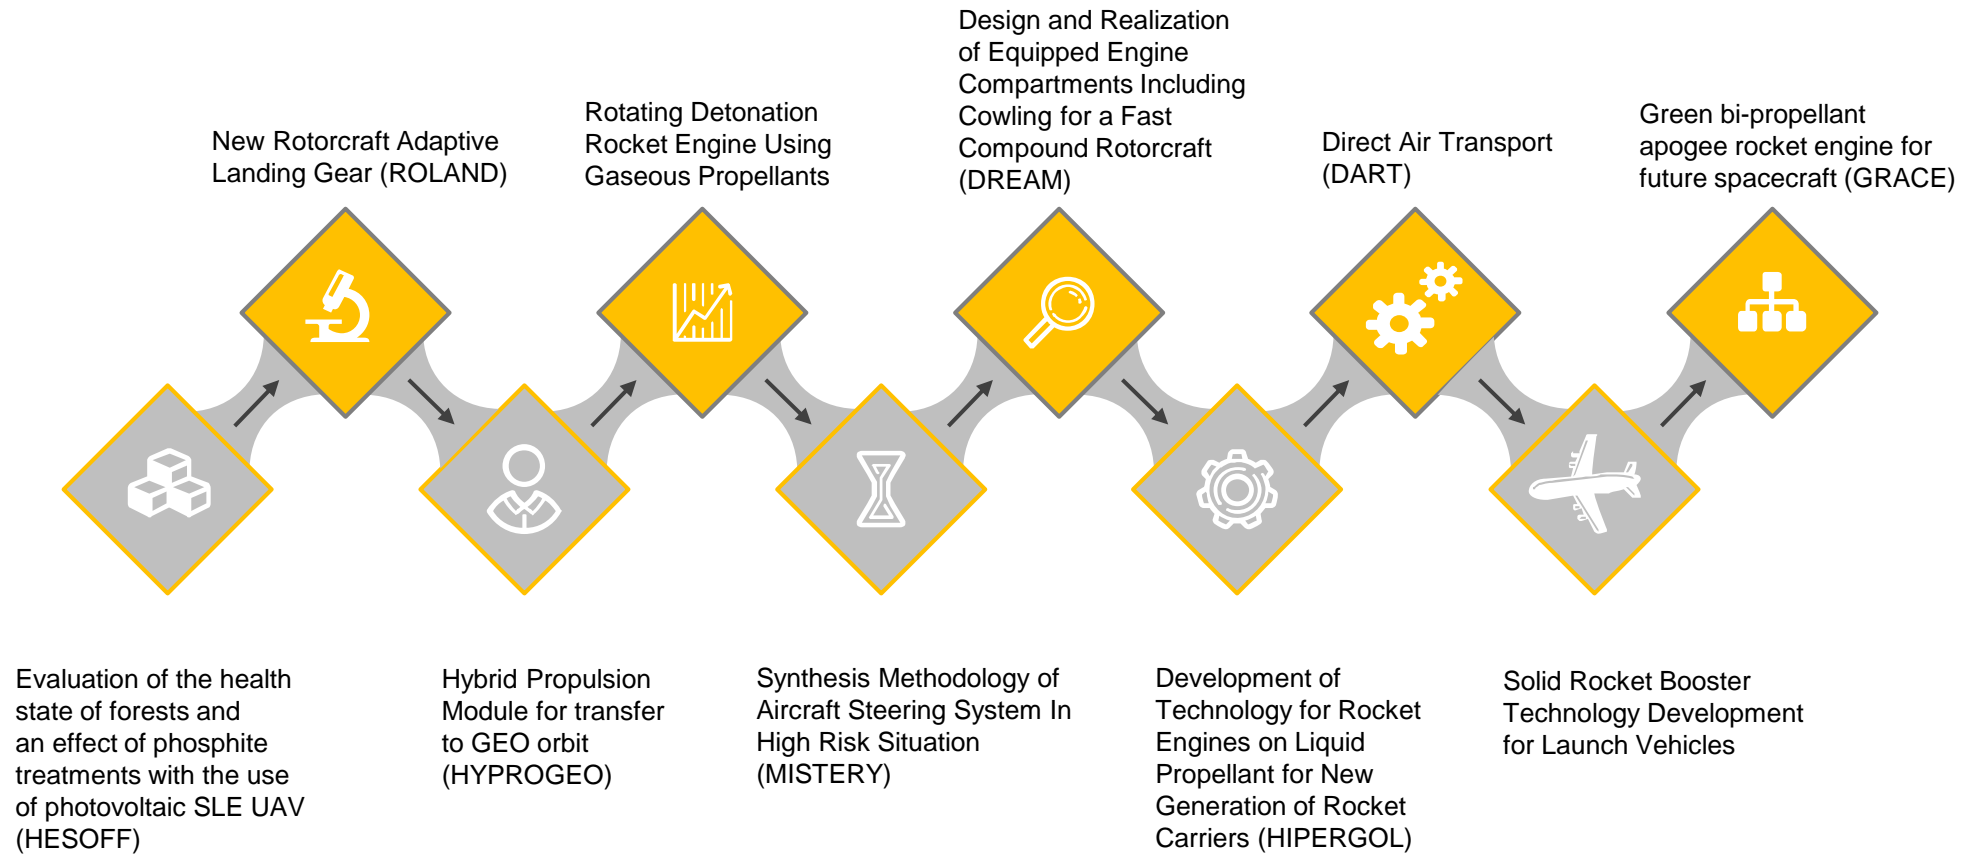 New Rotorcraft Adaptive
Landing Gear (ROLAND)
Rotating Detonation
Rocket Engine Using
Gaseous Propellants
Design and Realization
of Equipped Engine
Compartments Including
Cowling for a Fast
Compound Rotorcraft
(DREAM)
Direct Air Transport
(DART)
Green bi-propellant
apogee rocket engine for
future spacecraft (GRACE)
Evaluation of the health
state of forests and
an effect of phosphite
treatments with the use
of photovoltaic SLE UAV
(HESOFF)
Hybrid Propulsion
Module for transfer
to GEO orbit
(HYPROGEO)
Synthesis Methodology of
Aircraft Steering System In
High Risk Situation
(MISTERY)
Development of
Technology for Rocket
Engines on Liquid
Propellant for New
Generation of Rocket
Carriers (HIPERGOL)
Solid Rocket Booster
Technology Development
for Launch Vehicles